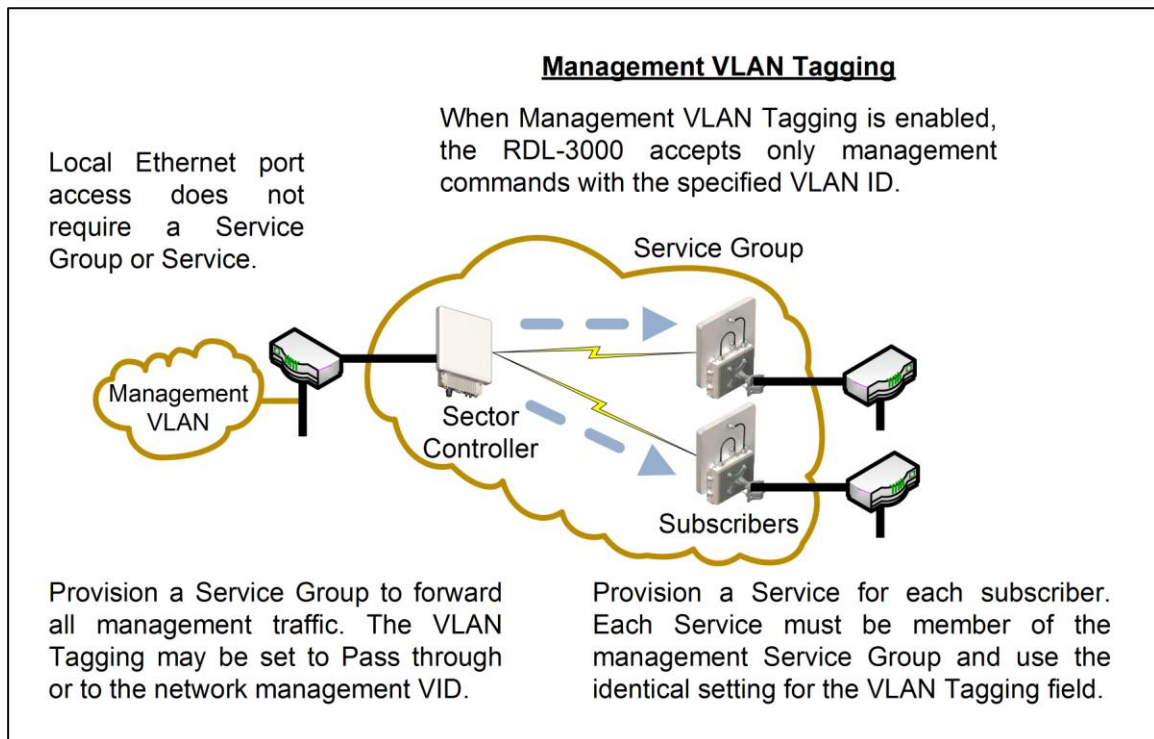 Management VLAN Tagging
When Management VLAN Tagging is enabled,
the RDL-3000 accepts only management
commands with the specified VLAN ID.
Local Ethernet port
access does not
require a Service
Group or Service.
Service Group
Management
VLAN
Sector
Controller
Subscribers
Provision a Service Group to forward
all management traffic. The VLAN
Tagging may be set to Pass through
or to the network management VID.
Provision a Service for each subscriber.
Each Service must be member of the
management Service Group and use the
identical setting for the VLAN Tagging field.